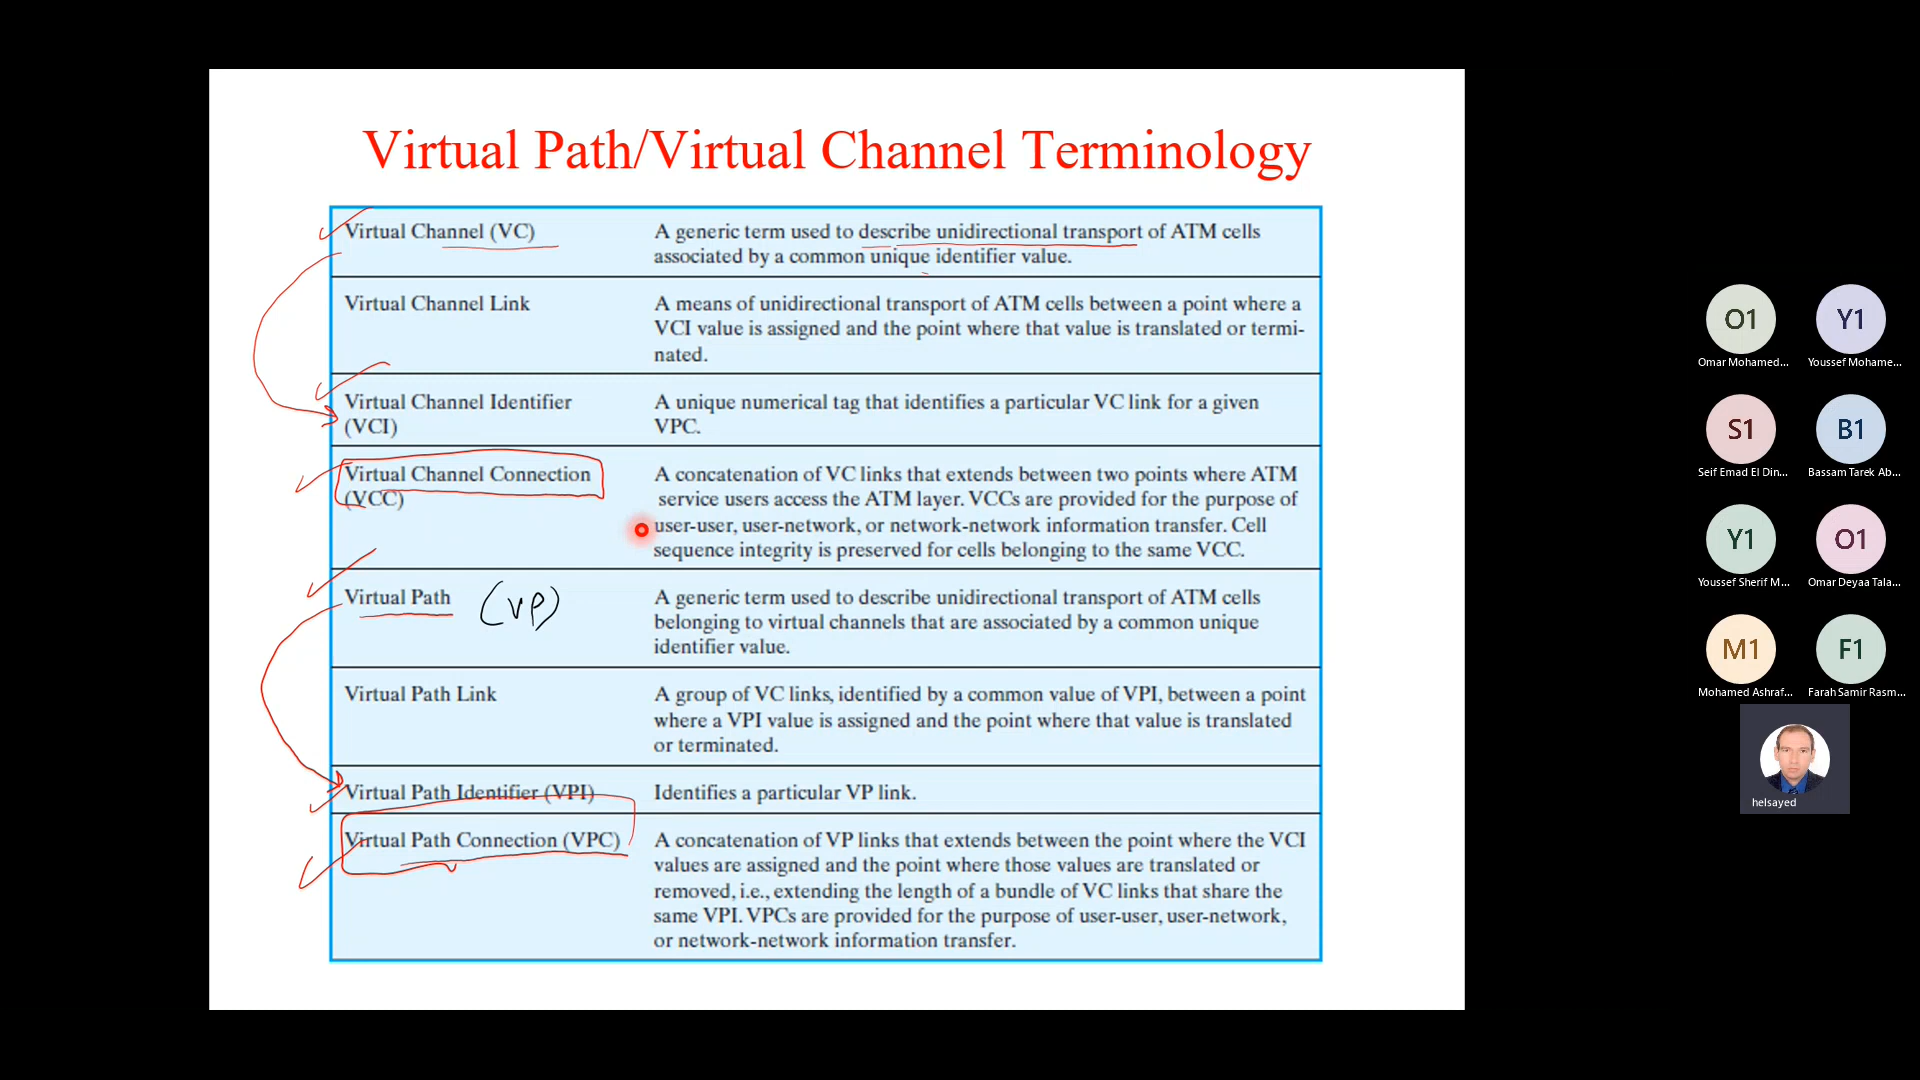 Virtual Path/Virtual Channel Terminology
Virtual Channel (VC)
A generic term used to describe unidirectional transport of ATM cells
associated by a common unique identifier value.
Virtual Channel Link
A means of unidirectional transport of ATM cells between a point where a
VCI value is assigned and the point where that value is translated or termi-
nated.
Virtual Channel Identifier
(VCI)
A unique numerical tag that identifies a particular VC link for a given
VPC.
Virtual Channel Connection
(VCC)
A concatenation of VC links that extends between two points where ATM
service users access the ATM layer. VCCs are provided for the purpose of
user-user, user-network, or network-network information transfer. Cell
sequence integrity is preserved for cells belonging to the same VCC.
Virtual Path (VP)
A generic term used to describe unidirectional transport of ATM cells
belonging to virtual channels that are associated by a common unique
identifier value.
Virtual Path Link
A group of VC links, identified by a common value of VPI, between a point
where a VPI value is assigned and the point where that value is translated
or terminated.
Virtual Path Identifier (VPI)
Identifies a particular VP link.
Virtual Path Connection (VPC)
A concatenation of VP links that extends between the point where the VCI
values are assigned and the point where those values are translated or
removed, i.e., extending the length of a bundle of VC links that share the
same VPI. VPCs are provided for the purpose of user-user, user-network,
or network-network information transfer.
O1
Y1
Omar Mohamed...
Youssef Mohame...
S1
B1
Seif Emad El Din...
Bassam Tarek Ab...
Y1
O1
Youssef Sherif M...
Omar Deyaa Tala...
M1
F1
Mohamed Ashraf...
Farah Samir Rasm...
helsayed